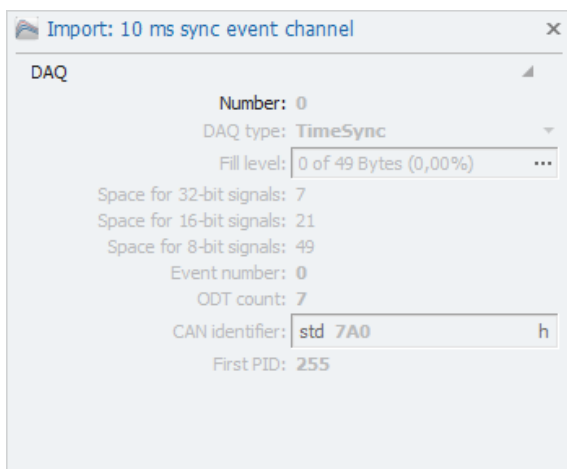 Import: 10 ms sync event channel
DAQ
Number: 0
DAQ type: TimeSync
Fill level: 0 of 49 Bytes (0,00%) ...
Space for 32-bit signals: 7
Space for 16-bit signals: 21
Space for 8-bit signals: 49
Event number: 0
ODT count: 7
CAN identifier: std 7A0 h
First PID: 255